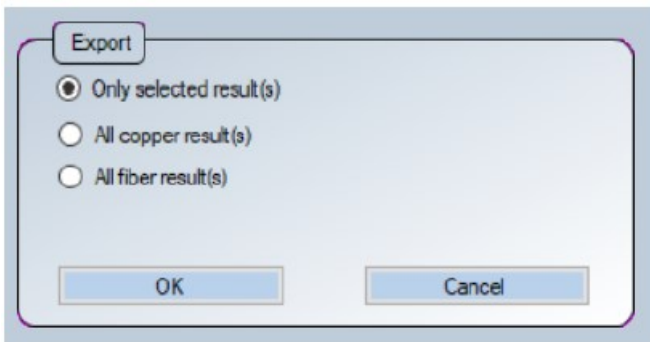 Export
Only selected result(s)
All copper result(s)
All fiber result(s)
OK Cancel